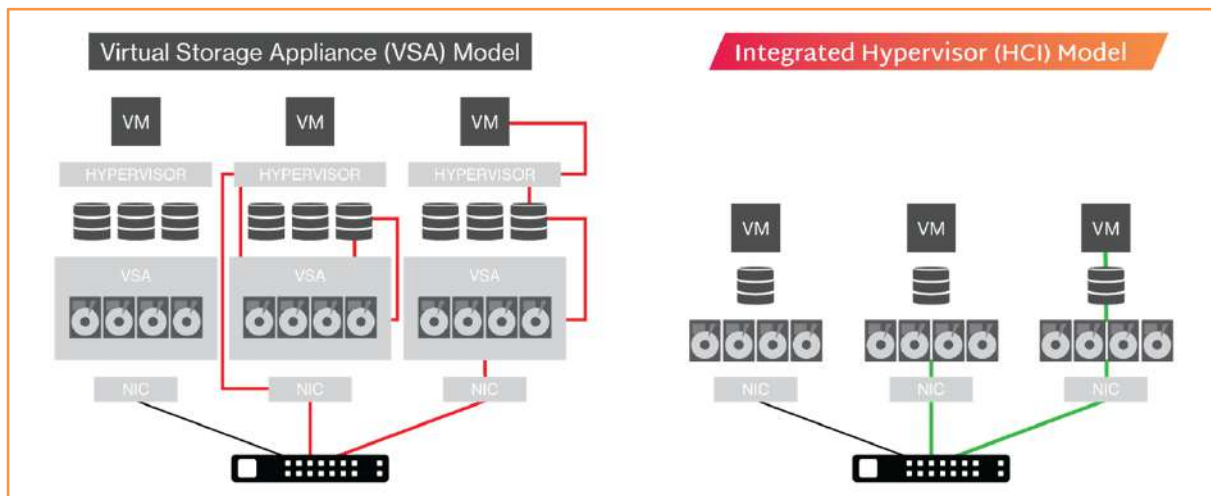 Virtual Storage Appliance (VSA) Model
VM
VM
VM
HYPERVISOR
HYPERVISOR
HYPERVISOR
VSA
VSA
VSA
NIC
NIC
NIC
Integrated Hypervisor (HCI) Model
VM
VM
VM
NIC
NIC
NIC